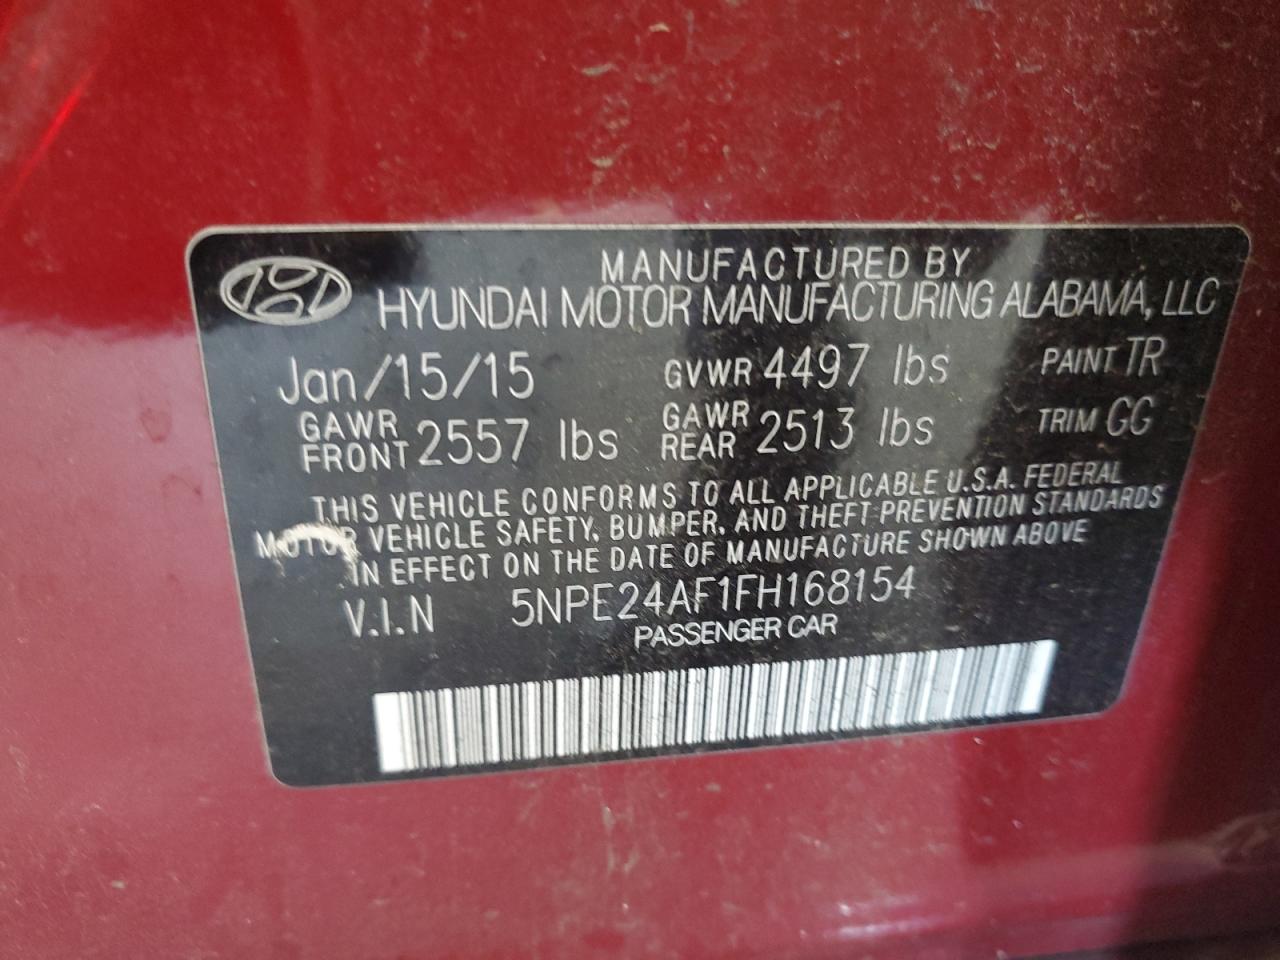 MANUFACTURED BY
HYUNDAI MOTOR MANUFACTURING ALABAMA, LLC
Jan/15/15 GVWR 4497 lbs PAINT TR
GAWR FRONT 2557 lbs GAWR REAR 2513 lbs TRIM GG
THIS VEHICLE CONFORMS TO ALL APPLICABLE U.S.A. FEDERAL
MOTOR VEHICLE SAFETY, BUMPER, AND THEFT PREVENTION STANDARDS
IN EFFECT ON THE DATE OF MANUFACTURE SHOWN ABOVE
V.I.N 5NPE24AF1FH168154
PASSENGER CAR